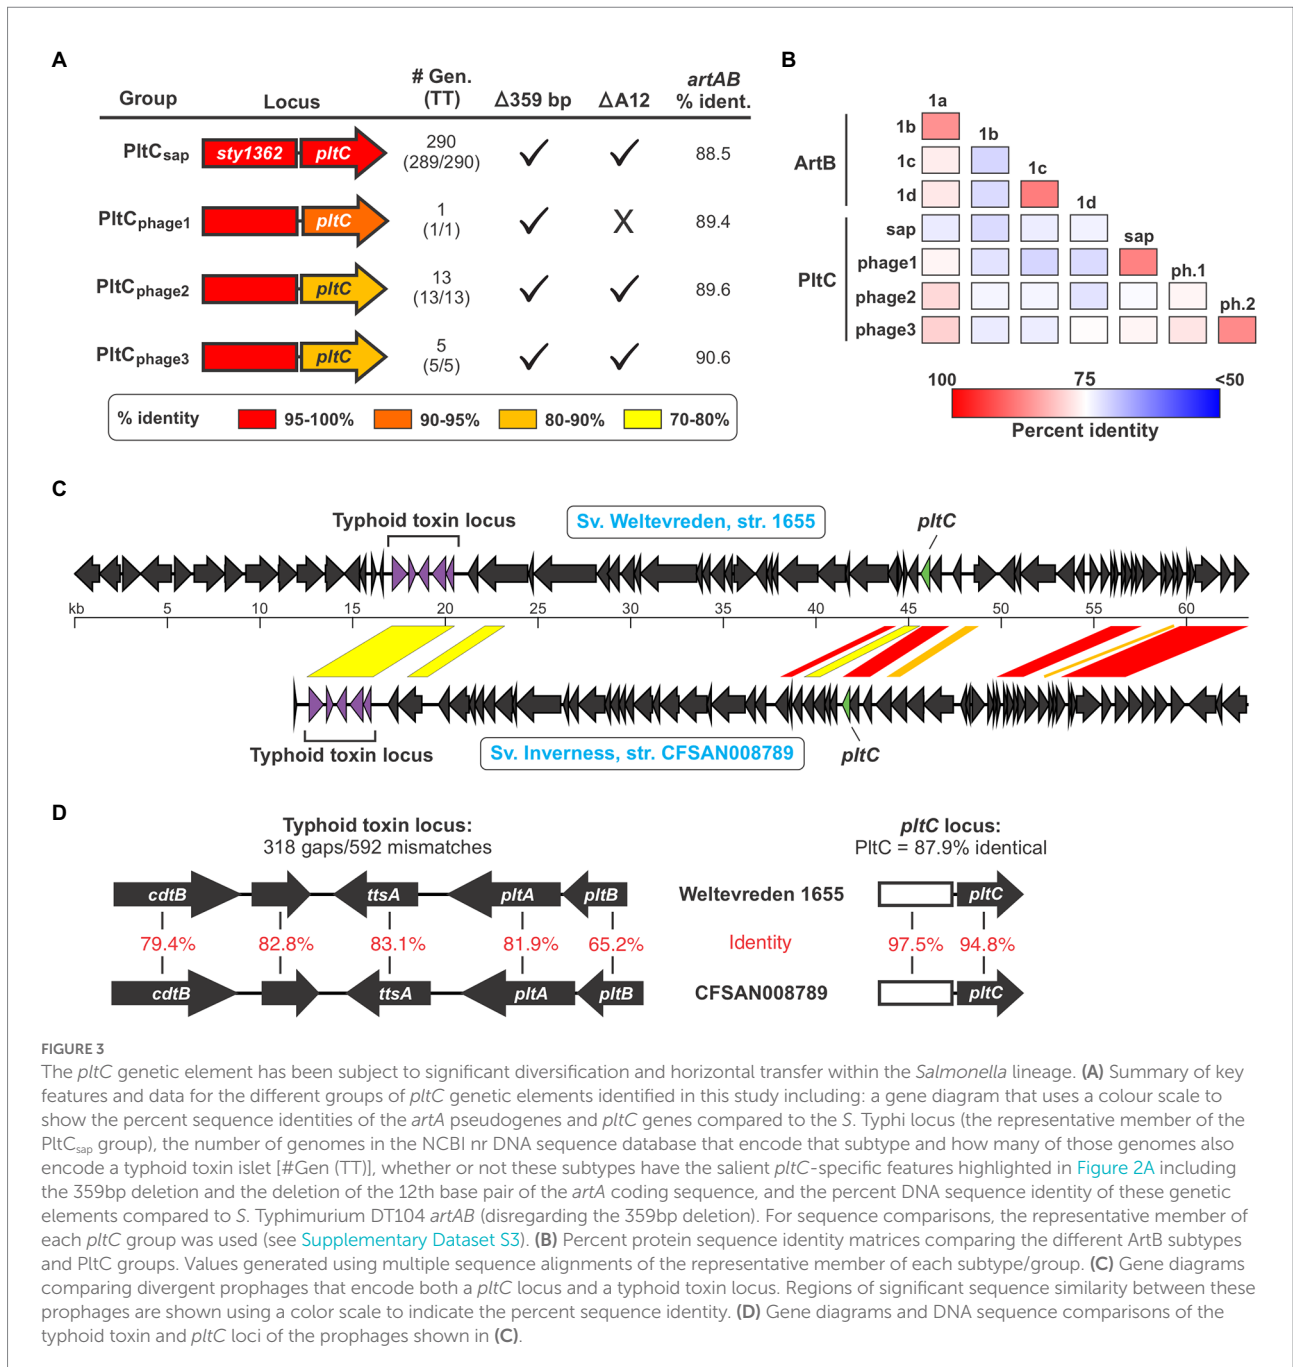 A
Group
Locus
# Gen.
(TT)
Δ359 bp
ΔA12
artAB
% ident.
PltCsap
sty1362
pltC
290
(289/290)
88.5
PltCphage1
pltC
1
(1/1)
X
89.4
PltCphage2
pltC
13
(13/13)
89.6
PltCphage3
pltC
5
(5/5)
90.6
% identity
95-100%
90-95%
80-90%
70-80%
B
1a
1b
1b
ArtB
1c
1c
1d
1d
sap
sap
PltC
phage1
ph.1
phage2
ph.2
phage3
100
75
<50
Percent identity
C
Typhoid toxin locus
Sv. Weltevreden, str. 1655
pltC
kb
5
10
15
20
25
30
35
40
45
50
55
60
Typhoid toxin locus
Sv. Inverness, str. CFSAN008789
pltC
D
Typhoid toxin locus:
318 gaps/592 mismatches
pltC locus:
PltC = 87.9% identical
cdtB
ttsA
pltA
pltB
Weltevreden 1655
pltC
79.4%
82.8%
83.1%
81.9%
65.2%
Identity
97.5%
94.8%
cdtB
ttsA
pltA
pltB
CFSAN008789
pltC
FIGURE 3
The pltC genetic element has been subject to significant diversification and horizontal transfer within the Salmonella lineage. (A) Summary of key
features and data for the different groups of pltC genetic elements identified in this study including: a gene diagram that uses a colour scale to
show the percent sequence identities of the artA pseudogenes and pltC genes compared to the S. Typhi locus (the representative member of the
PltCsap group), the number of genomes in the NCBI nr DNA sequence database that encode that subtype and how many of those genomes also
encode a typhoid toxin islet [#Gen (TT)], whether or not these subtypes have the salient pltC-specific features highlighted in Figure 2A including
the 359bp deletion and the deletion of the 12th base pair of the artA coding sequence, and the percent DNA sequence identity of these genetic
elements compared to S. Typhimurium DT104 artAB (disregarding the 359bp deletion). For sequence comparisons, the representative member of
each pltC group was used (see Supplementary Dataset S3). (B) Percent protein sequence identity matrices comparing the different ArtB subtypes
and PltC groups. Values generated using multiple sequence alignments of the representative member of each subtype/group. (C) Gene diagrams
comparing divergent prophages that encode both a pltC locus and a typhoid toxin locus. Regions of significant sequence similarity between these
prophages are shown using a color scale to indicate the percent sequence identity. (D) Gene diagrams and DNA sequence comparisons of the
typhoid toxin and pltC loci of the prophages shown in (C).